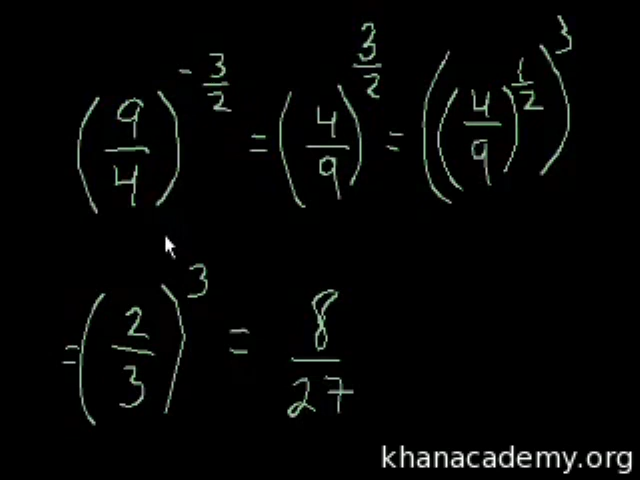 (9/4)^(-3/2) = (4/9)^(3/2) = ((4/9)^(1/2))^3
= (2/3)^3 = 8/27
khanacademy.org